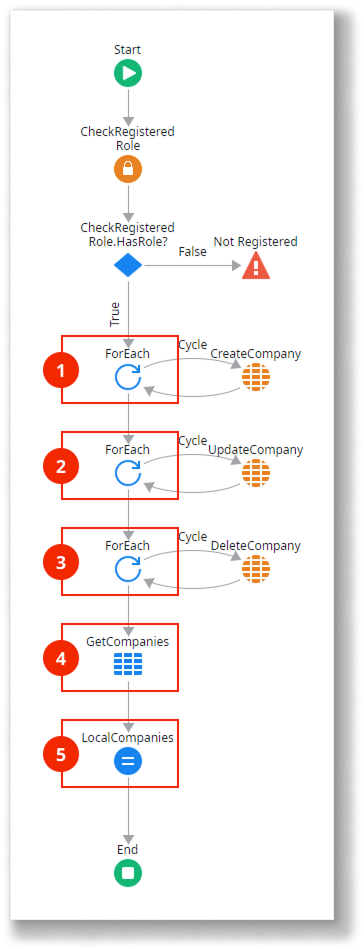 Start
CheckRegistered
Role
CheckRegistered
Role.HasRole?
False
Not Registered
True
1
ForEach
Cycle
CreateCompany
2
ForEach
Cycle
UpdateCompany
3
ForEach
Cycle
DeleteCompany
4
GetCompanies
5
LocalCompanies
End